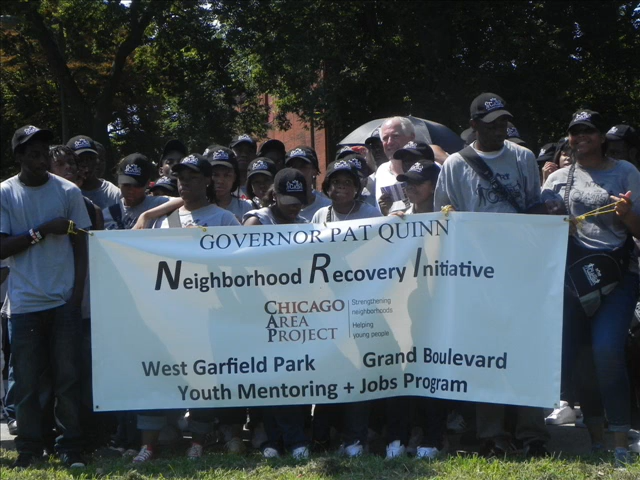 GOVERNOR PAT QUINN
Neighborhood Recovery Initiative
CHICAGO
AREA
PROJECT
Strengthening
neighborhoods
Helping
young people
West Garfield Park Grand Boulevard
Youth Mentoring + Jobs Program